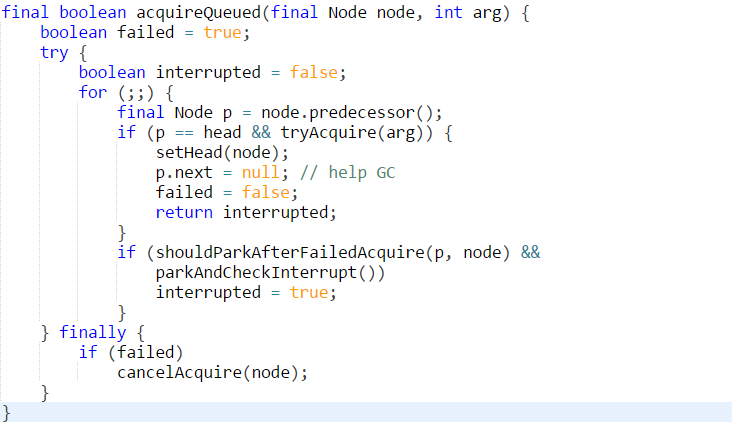 final boolean acquireQueued(final Node node, int arg) {
    boolean failed = true;
    try {
        boolean interrupted = false;
        for (;;) {
            final Node p = node.predecessor();
            if (p == head && tryAcquire(arg)) {
                setHead(node);
                p.next = null; // help GC
                failed = false;
                return interrupted;
            }
            if (shouldParkAfterFailedAcquire(p, node) &&
                parkAndCheckInterrupt())
                interrupted = true;
            }
    } finally {
        if (failed)
            cancelAcquire(node);
    }
}